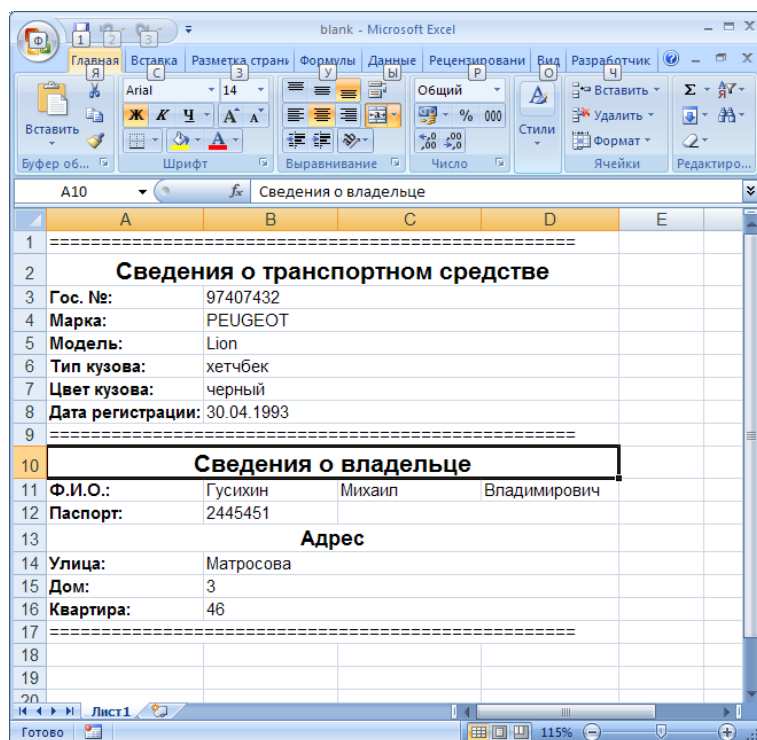 blank - Microsoft Excel
1 2 3
Главная Вставка Разметка страни Формулы Данные Рецензировани Вид Разработчик
Я С З У Ы Р О Ч
Вставить
Arial 14
Ж К Ч
Общий
% 000
Стили
Вставить
Удалить
Формат
Буфер об... Шрифт Выравнивание Число Ячейки Редактиро...
A10 fx Сведения о владельце
A B C D E
1 ===================================================
2 Сведения о транспортном средстве
3 Гос. №: 97407432
4 Марка: PEUGEOT
5 Модель: Lion
6 Тип кузова: хетчбек
7 Цвет кузова: черный
8 Дата регистрации: 30.04.1993
9 ===================================================
10 Сведения о владельце
11 Ф.И.О.: Гусихин Михаил Владимирович
12 Паспорт: 2445451
13 Адрес
14 Улица: Матросова
15 Дом: 3
16 Квартира: 46
17 ===================================================
18
19
20
Лист1
Готово 115%